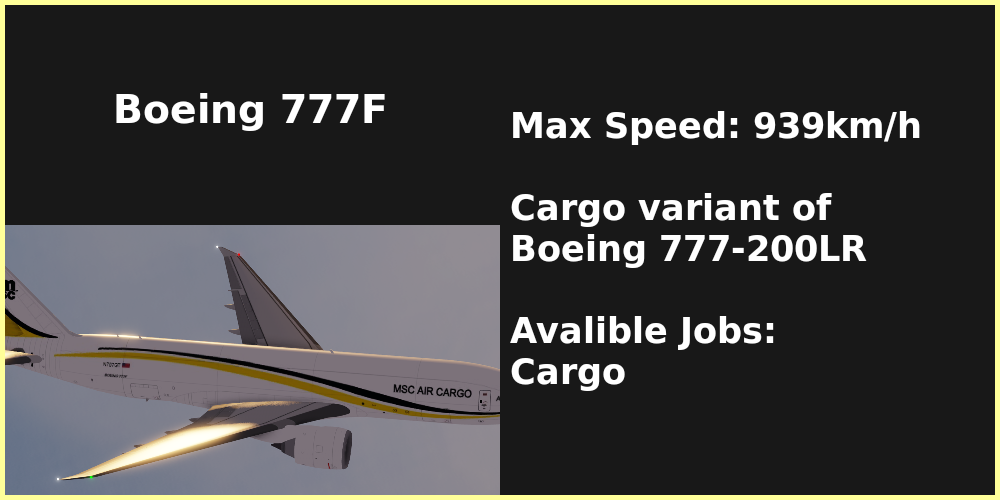 Boeing 777F
Max Speed: 939km/h
Cargo variant of
Boeing 777-200LR
Avalible Jobs:
Cargo
MSC AIR CARGO